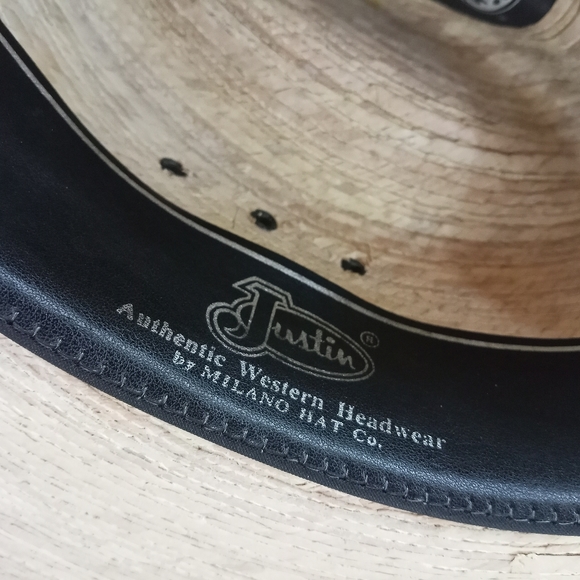 Justin ®
Authentic Western Headwear
by MILANO HAT Co.